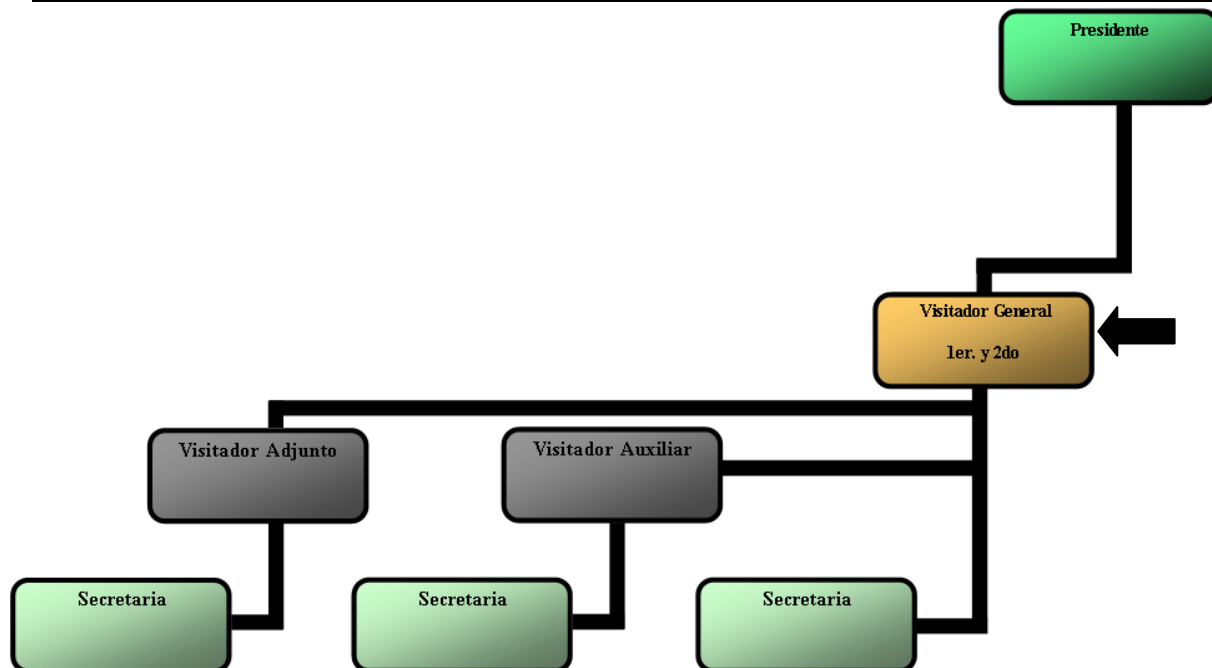 Presidente
Visitador General
1er. y 2do
Visitador Adjunto
Visitador Auxiliar
Secretaria
Secretaria
Secretaria